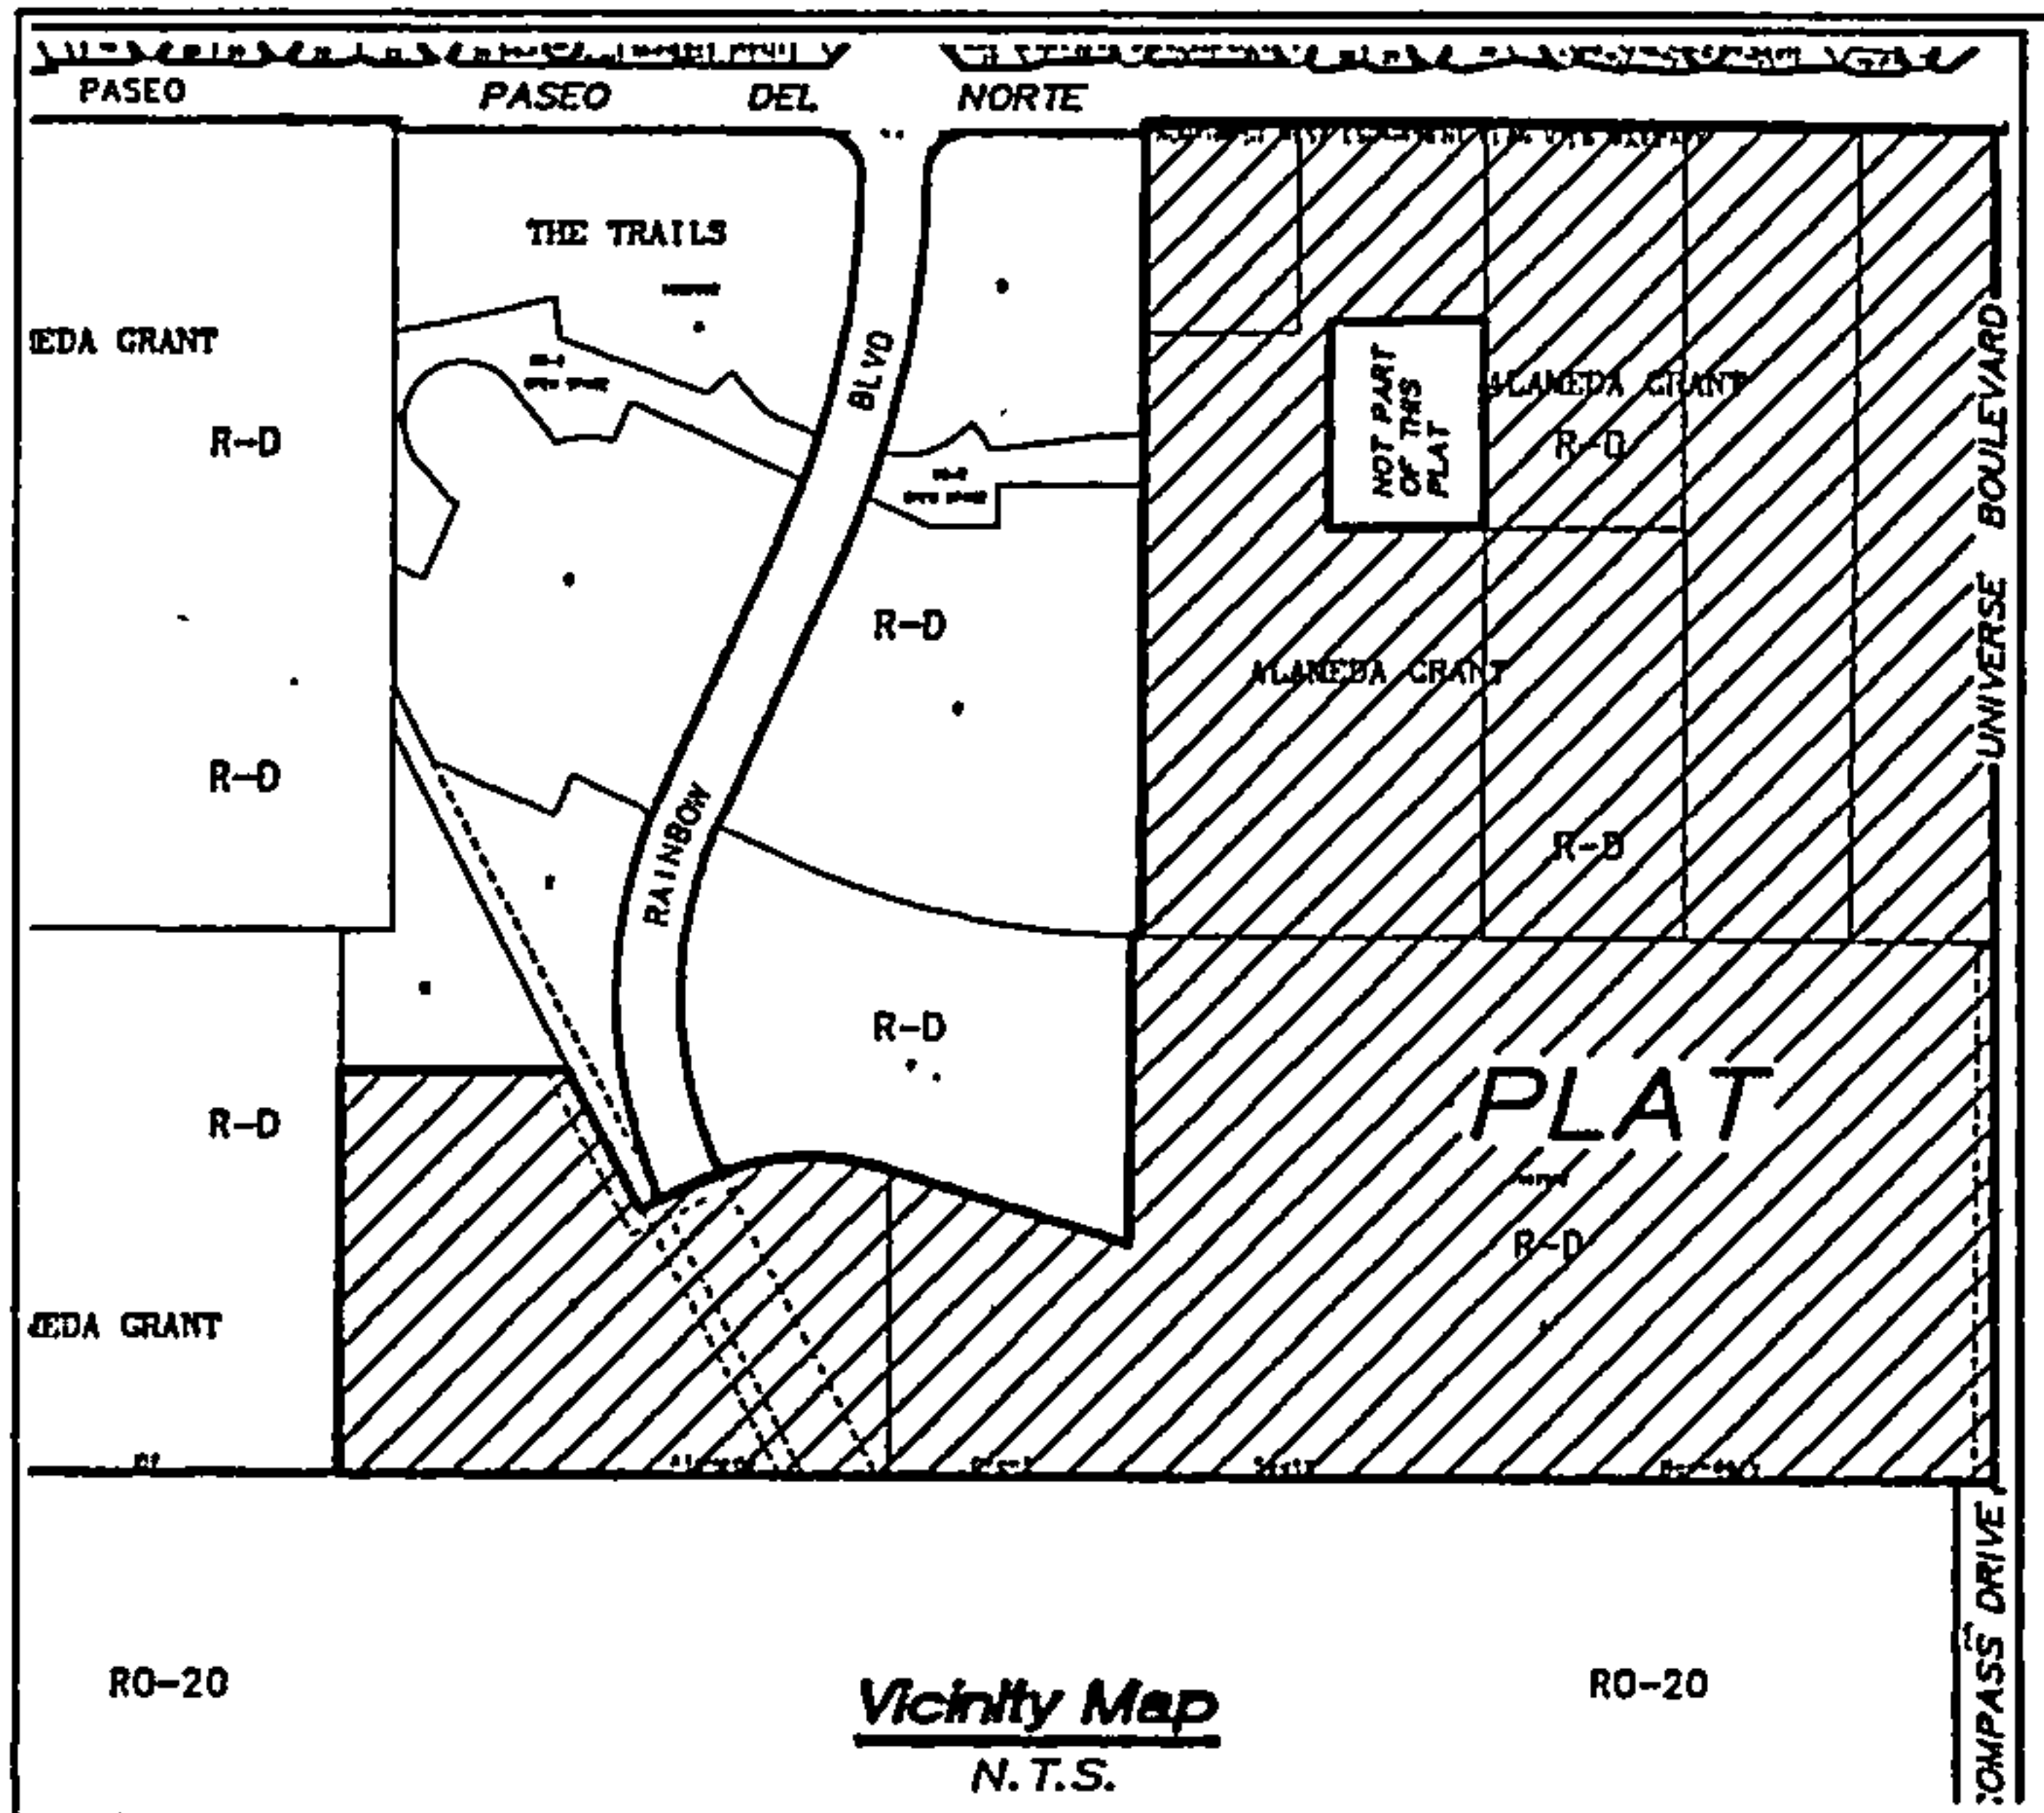 PASEO
PASEO DEL NORTE
THE TRAILS
EDA GRANT
BLVD
NOT PART
OF THIS
PLAT
ALAMEDA GRANT
R-D
R-D
UNIVERSE BOULEVARD
R-D
ALAMEDA GRANT
R-D
R-D
RAINBOW
R-D
PLAT
R-D
R-D
EDA GRANT
RO-20
RO-20
OMPASS DRIVE
Vicinity Map
N.T.S.